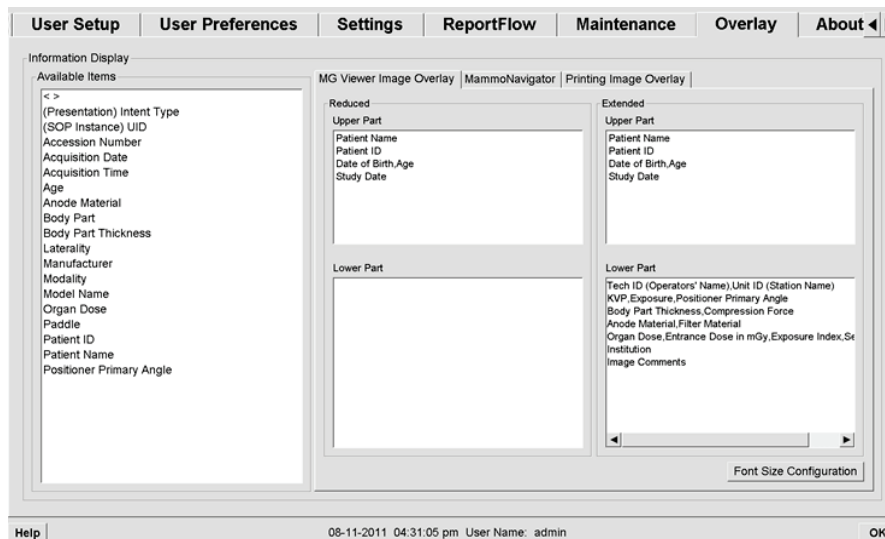 User Setup
User Preferences
Settings
ReportFlow
Maintenance
Overlay
About
Information Display
Available Items
< >
(Presentation) Intent Type
(SOP Instance) UID
Accession Number
Acquisition Date
Acquisition Time
Age
Anode Material
Body Part
Body Part Thickness
Laterality
Manufacturer
Modality
Model Name
Organ Dose
Paddle
Patient ID
Patient Name
Positioner Primary Angle
MG Viewer Image Overlay
MammoNavigator
Printing Image Overlay
Reduced
Upper Part
Patient Name
Patient ID
Date of Birth,Age
Study Date
Lower Part
Extended
Upper Part
Patient Name
Patient ID
Date of Birth,Age
Study Date
Lower Part
Tech ID (Operators' Name),Unit ID (Station Name)
KVP,Exposure,Positioner Primary Angle
Body Part Thickness,Compression Force
Anode Material,Filter Material
Organ Dose,Entrance Dose in mGy,Exposure Index,Se
Institution
Image Comments
Font Size Configuration
Help
08-11-2011 04:31:05 pm User Name: admin
OK